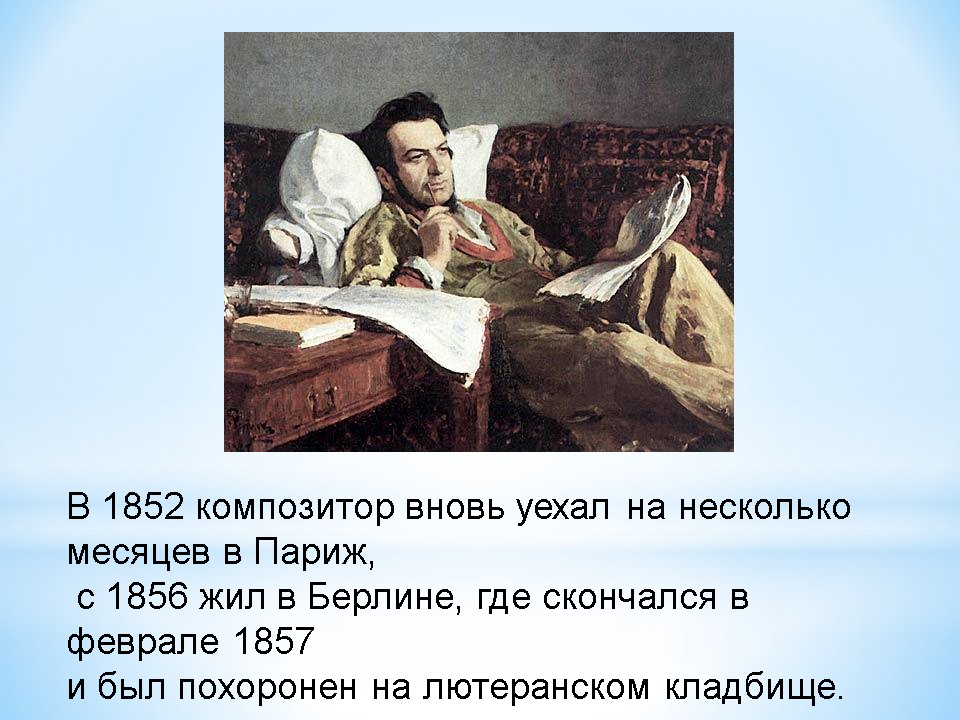 В 1852 композитор вновь уехал на несколько
месяцев в Париж,
с 1856 жил в Берлине, где скончался в
феврале 1857
и был похоронен на лютеранском кладбище.